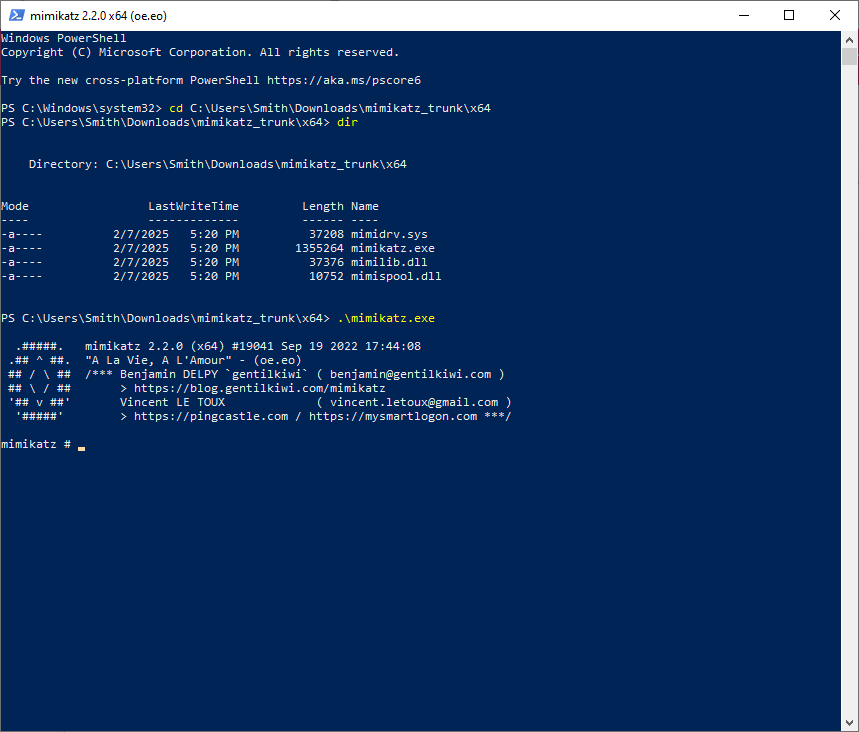 mimikatz 2.2.0 x64 (oe.eo)
Windows PowerShell
Copyright (C) Microsoft Corporation. All rights reserved.
Try the new cross-platform PowerShell https://aka.ms/pscore6
PS C:\Windows\system32> cd C:\Users\Smith\Downloads\mimikatz_trunk\x64
PS C:\Users\Smith\Downloads\mimikatz_trunk\x64> dir
    Directory: C:\Users\Smith\Downloads\mimikatz_trunk\x64
Mode                 LastWriteTime         Length Name
----                 -------------         ------ ----
-a----          2/7/2025   5:20 PM          37208 mimidrv.sys
-a----          2/7/2025   5:20 PM        1355264 mimikatz.exe
-a----          2/7/2025   5:20 PM          37376 mimilib.dll
-a----          2/7/2025   5:20 PM          10752 mimispool.dll
PS C:\Users\Smith\Downloads\mimikatz_trunk\x64> .\mimikatz.exe
  .#####.   mimikatz 2.2.0 (x64) #19041 Sep 19 2022 17:44:08
 .## ^ ##.  "A La Vie, A L'Amour" - (oe.eo)
 ## / \ ##  /*** Benjamin DELPY `gentilkiwi` ( benjamin@gentilkiwi.com )
 ## \ / ##       > https://blog.gentilkiwi.com/mimikatz
 '## v ##'       Vincent LE TOUX             ( vincent.letoux@gmail.com )
  '#####'        > https://pingcastle.com / https://mysmartlogon.com ***/
mimikatz #